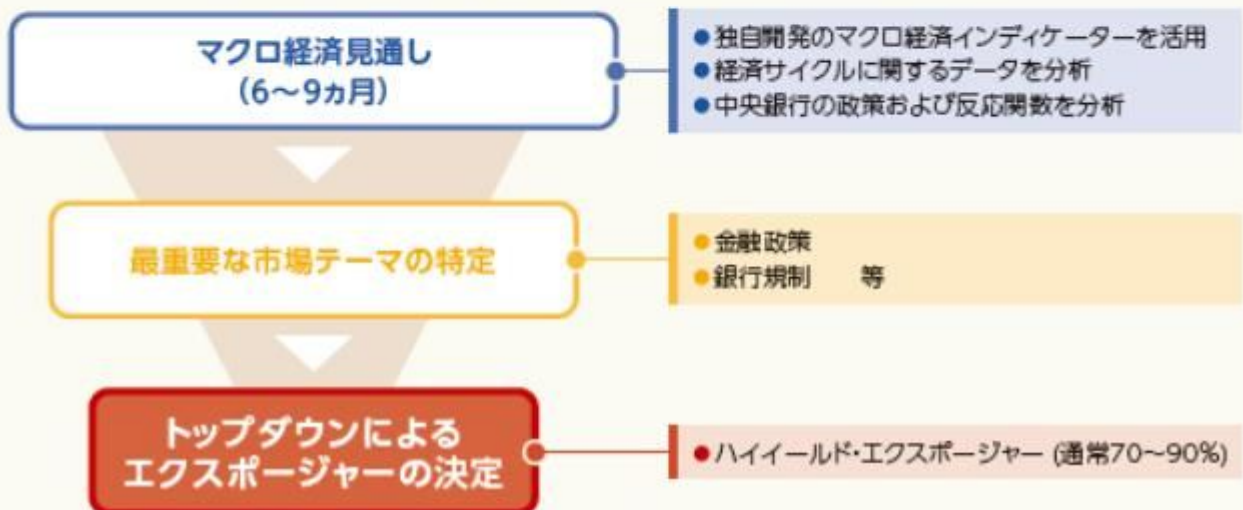 マクロ経済見通し
(6〜9ヵ月)
●独自開発のマクロ経済インディケーターを活用
●経済サイクルに関するデータを分析
●中央銀行の政策および反応関数を分析
最重要な市場テーマの特定
●金融政策
●銀行規制　等
トップダウンによる
エクスポージャーの決定
●ハイイールド・エクスポージャー (通常70〜90%)